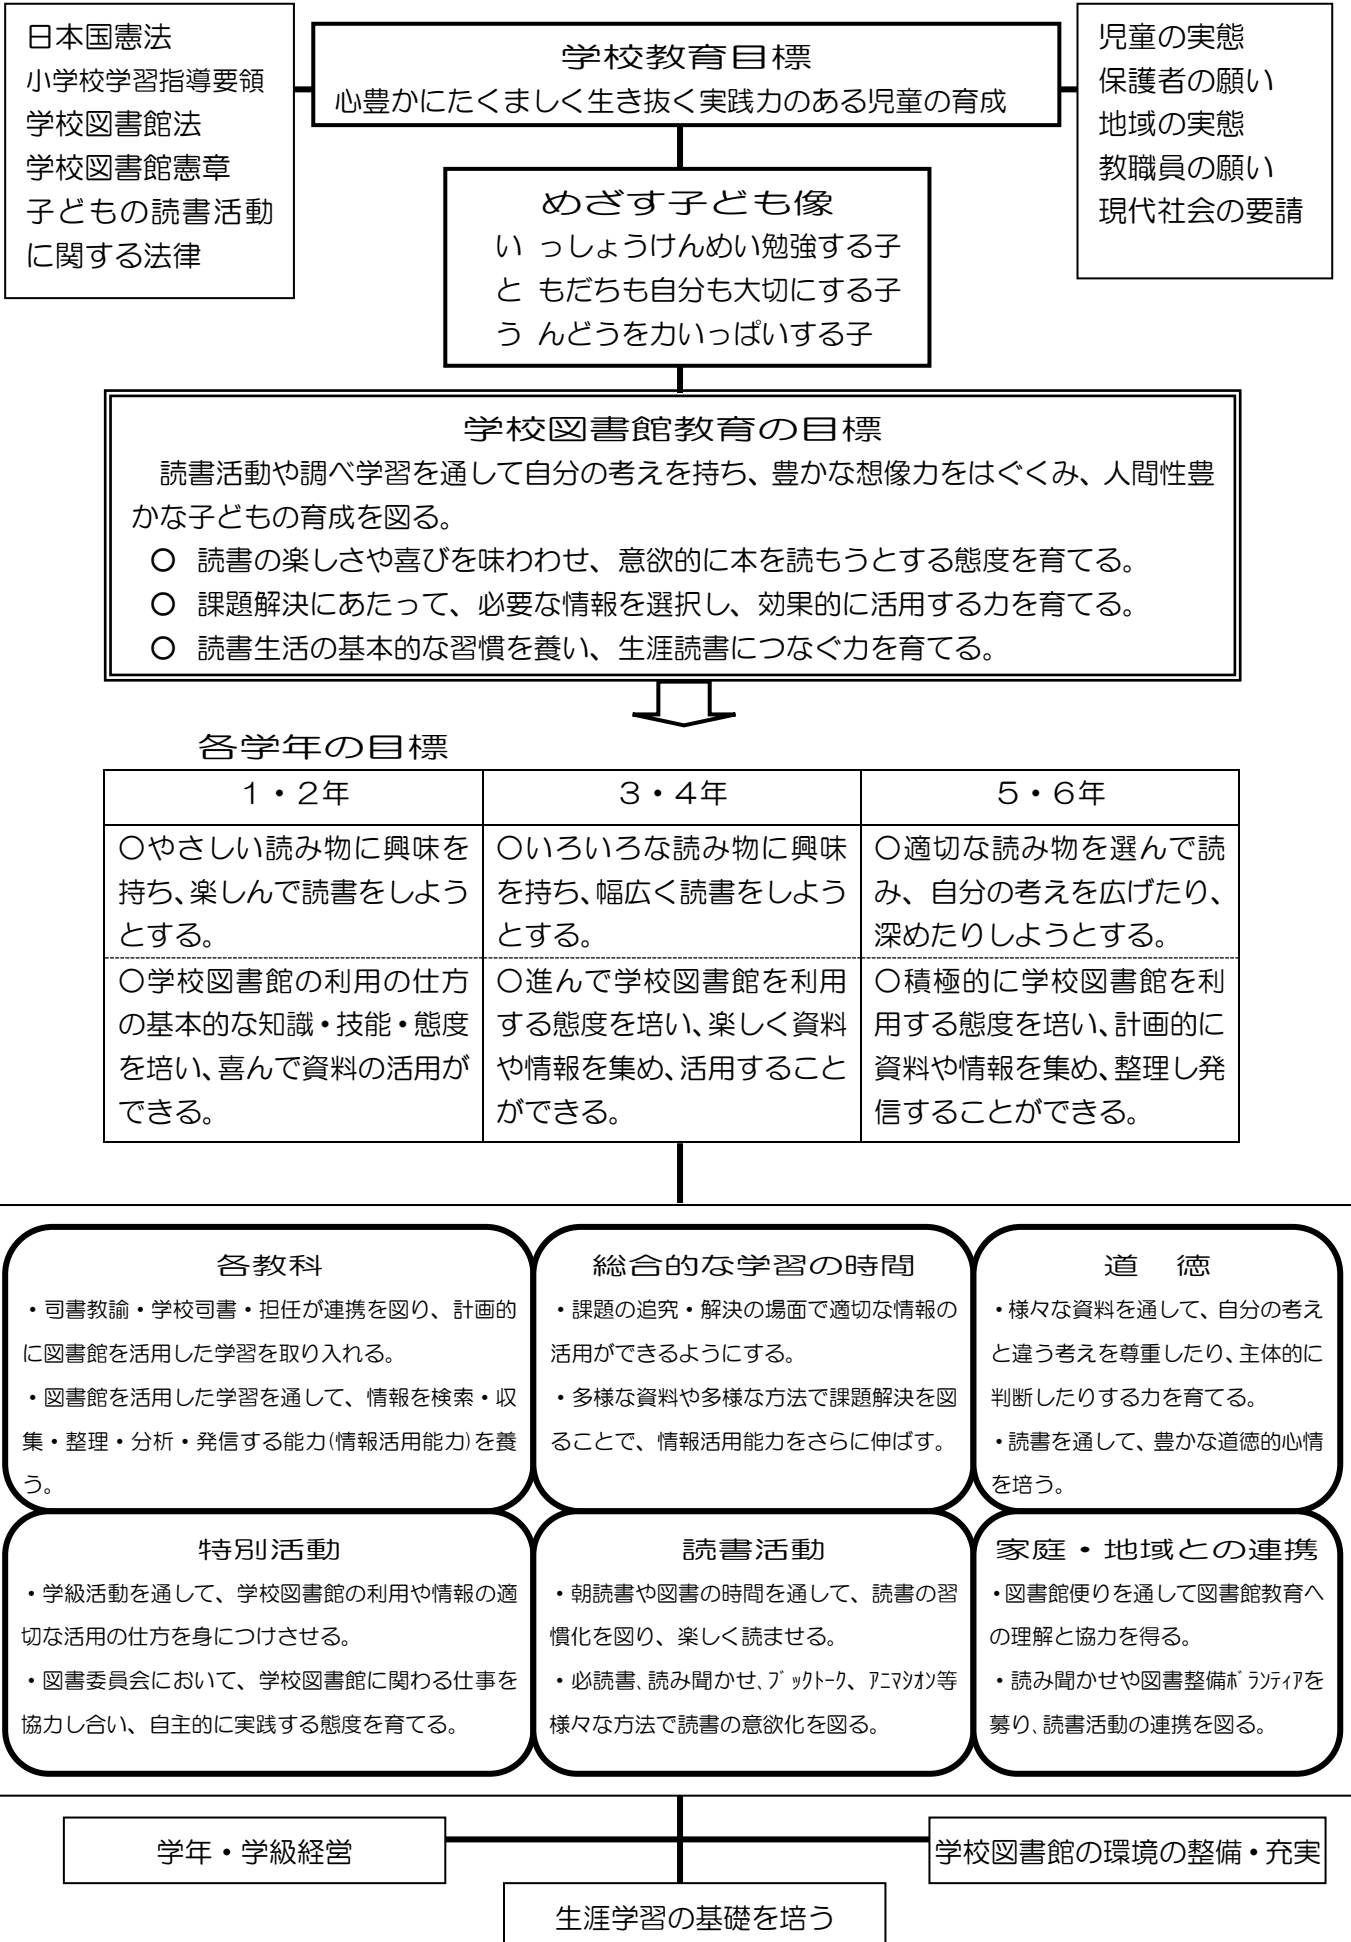 日本国憲法
小学校学習指導要領
学校図書館法
学校図書館憲章
子どもの読書活動
に関する法律
学校教育目標
心豊かにたくましく生き抜く実践力のある児童の育成
児童の実態
保護者の願い
地域の実態
教職員の願い
現代社会の要請
めざす子ども像
い っしょうけんめい勉強する子
と もだちも自分も大切にする子
う んどうを力いっぱいする子
学校図書館教育の目標
読書活動や調べ学習を通して自分の考えを持ち、豊かな想像力をはぐくみ、人間性豊
かな子どもの育成を図る。
○ 読書の楽しさや喜びを味わわせ、意欲的に本を読もうとする態度を育てる。
○ 課題解決にあたって、必要な情報を選択し、効果的に活用する力を育てる。
○ 読書生活の基本的な習慣を養い、生涯読書につなぐ力を育てる。
各学年の目標
１・２年
３・４年
５・６年
○やさしい読み物に興味を
持ち、楽しんで読書をしよう
とする。
○いろいろな読み物に興味
を持ち、幅広く読書をしよう
とする。
○適切な読み物を選んで読
み、自分の考えを広げたり、
深めたりしようとする。
○学校図書館の利用の仕方
の基本的な知識・技能・態度
を培い、喜んで資料の活用が
できる。
○進んで学校図書館を利用
する態度を培い、楽しく資料
や情報を集め、活用すること
ができる。
○積極的に学校図書館を利
用する態度を培い、計画的に
資料や情報を集め、整理し発
信することができる。
各教科
・司書教諭・学校司書・担任が連携を図り、計画的
に図書館を活用した学習を取り入れる。
・図書館を活用した学習を通して、情報を検索・収
集・整理・分析・発信する能力(情報活用能力)を養
う。
総合的な学習の時間
・課題の追究・解決の場面で適切な情報の
活用ができるようにする。
・多様な資料や多様な方法で課題解決を図
ることで、情報活用能力をさらに伸ばす。
道　徳
・様々な資料を通して、自分の考え
と違う考えを尊重したり、主体的に
判断したりする力を育てる。
・読書を通して、豊かな道徳的心情
を培う。
特別活動
・学級活動を通して、学校図書館の利用や情報の適
切な活用の仕方を身につけさせる。
・図書委員会において、学校図書館に関わる仕事を
協力し合い、自主的に実践する態度を育てる。
読書活動
・朝読書や図書の時間を通して、読書の習
慣化を図り、楽しく読ませる。
・必読書、読み聞かせ、ﾌﾞｯｸﾄｰｸ、ｱﾆﾏｼｵﾝ等
様々な方法で読書の意欲化を図る。
家庭・地域との連携
・図書館便りを通して図書館教育へ
の理解と協力を得る。
・読み聞かせや図書整備ﾎﾞﾗﾝﾃｨｱを
募り、読書活動の連携を図る。
学年・学級経営
学校図書館の環境の整備・充実
生涯学習の基礎を培う